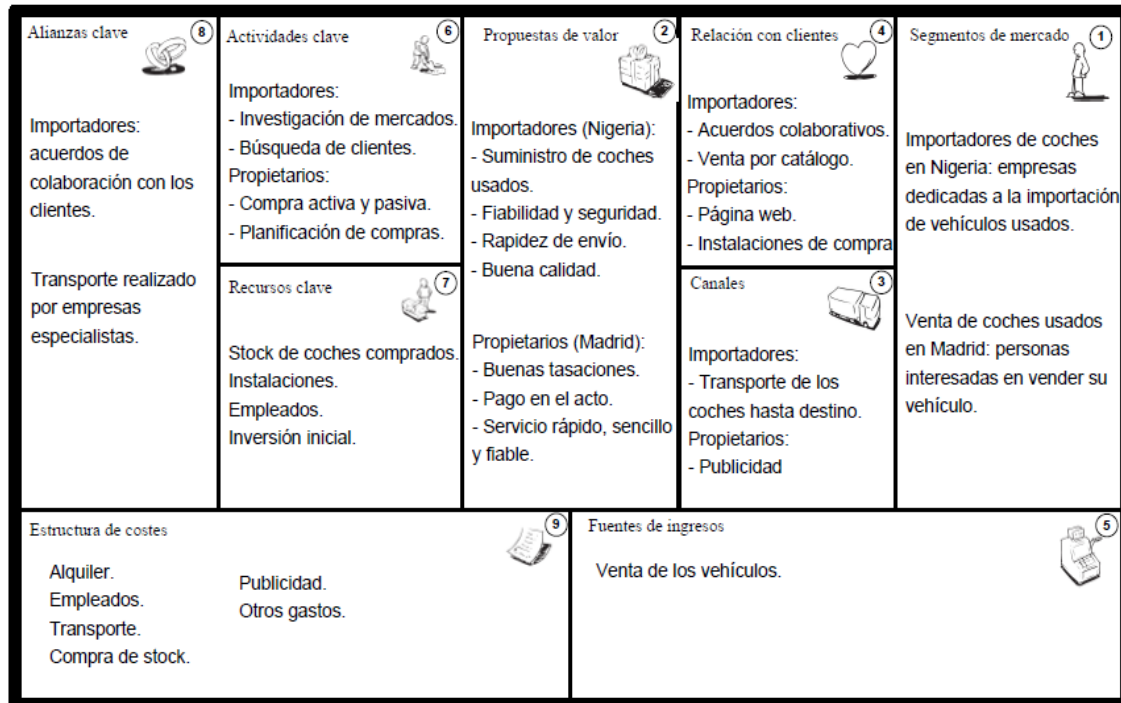 Alianzas clave
8
Importadores:
acuerdos de
colaboración con los
clientes.
Transporte realizado
por empresas
especialistas.
Actividades clave
6
Importadores:
- Investigación de mercados.
- Búsqueda de clientes.
Propietarios:
- Compra activa y pasiva.
- Planificación de compras.
Recursos clave
7
Stock de coches comprados.
Instalaciones.
Empleados.
Inversión inicial.
Propuestas de valor
2
Importadores (Nigeria):
- Suministro de coches
usados.
- Fiabilidad y seguridad.
- Rapidez de envío.
- Buena calidad.
Propietarios (Madrid):
- Buenas tasaciones.
- Pago en el acto.
- Servicio rápido, sencillo
y fiable.
Relación con clientes
4
Importadores:
- Acuerdos colaborativos.
- Venta por catálogo.
Propietarios:
- Página web.
- Instalaciones de compra
Canales
3
Importadores:
- Transporte de los
coches hasta destino.
Propietarios:
- Publicidad
Segmentos de mercado
1
Importadores de coches
en Nigeria: empresas
dedicadas a la importación
de vehículos usados.
Venta de coches usados
en Madrid: personas
interesadas en vender su
vehículo.
Estructura de costes
9
Alquiler.
Empleados.
Transporte.
Compra de stock.
Publicidad.
Otros gastos.
Fuentes de ingresos
5
Venta de los vehículos.